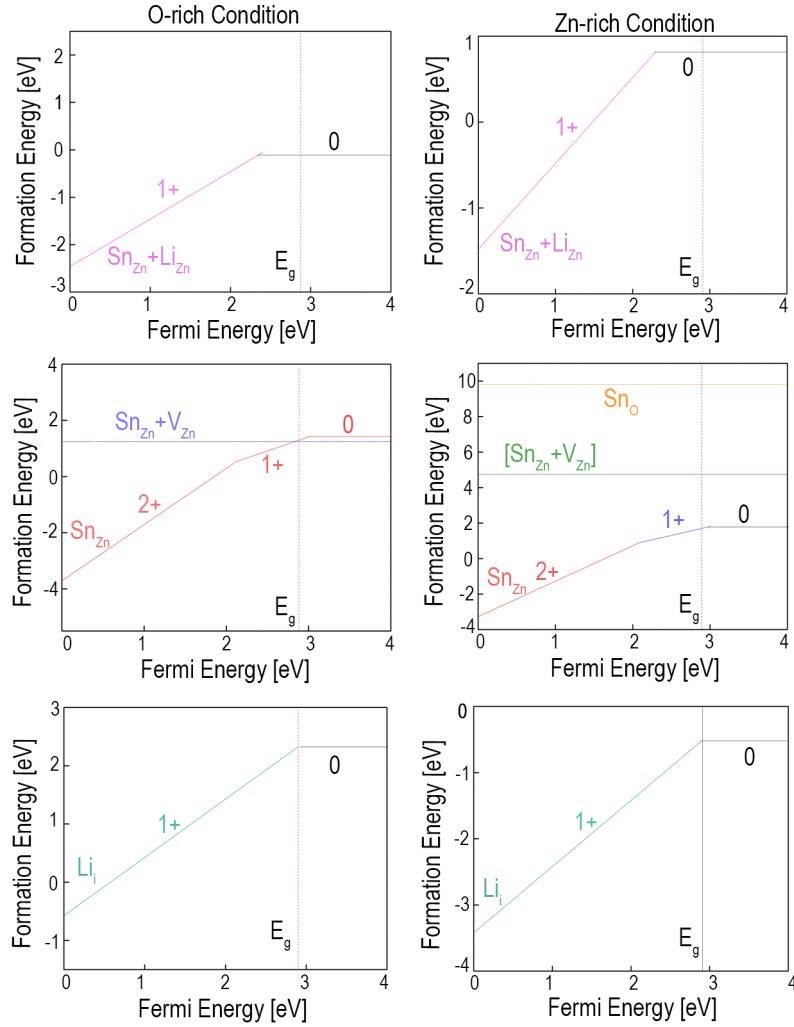 O-rich Condition
Zn-rich Condition
Formation Energy [eV]
2
1
0
-1
-2
-3
0
1+
Sn_Zn+Li_Zn
E_g
0
1
2
3
4
Fermi Energy [eV]
Formation Energy [eV]
1
0
1
2
0
1+
Sn_Zn+Li_Zn
E_g
0
1
2
3
4
Fermi Energy [eV]
Formation Energy [eV]
4
2
0
-2
-4
Sn_Zn+V_Zn
0
1+
2+
Sn_Zn
E_g
0
1
2
3
4
Fermi Energy [eV]
Formation Energy [eV]
10
8
6
4
2
0
-2
-4
Sn_O
[Sn_Zn+V_Zn]
1+
0
Sn_Zn
2+
E_g
0
1
2
3
4
Fermi Energy [eV]
Formation Energy [eV]
3
2
1
0
-1
0
1+
Li_i
E_g
0
1
2
3
4
Fermi Energy [eV]
Formation Energy [eV]
0
-1
-2
-3
-4
0
1+
Li_i
E_g
0
1
2
3
4
Fermi Energy [eV]